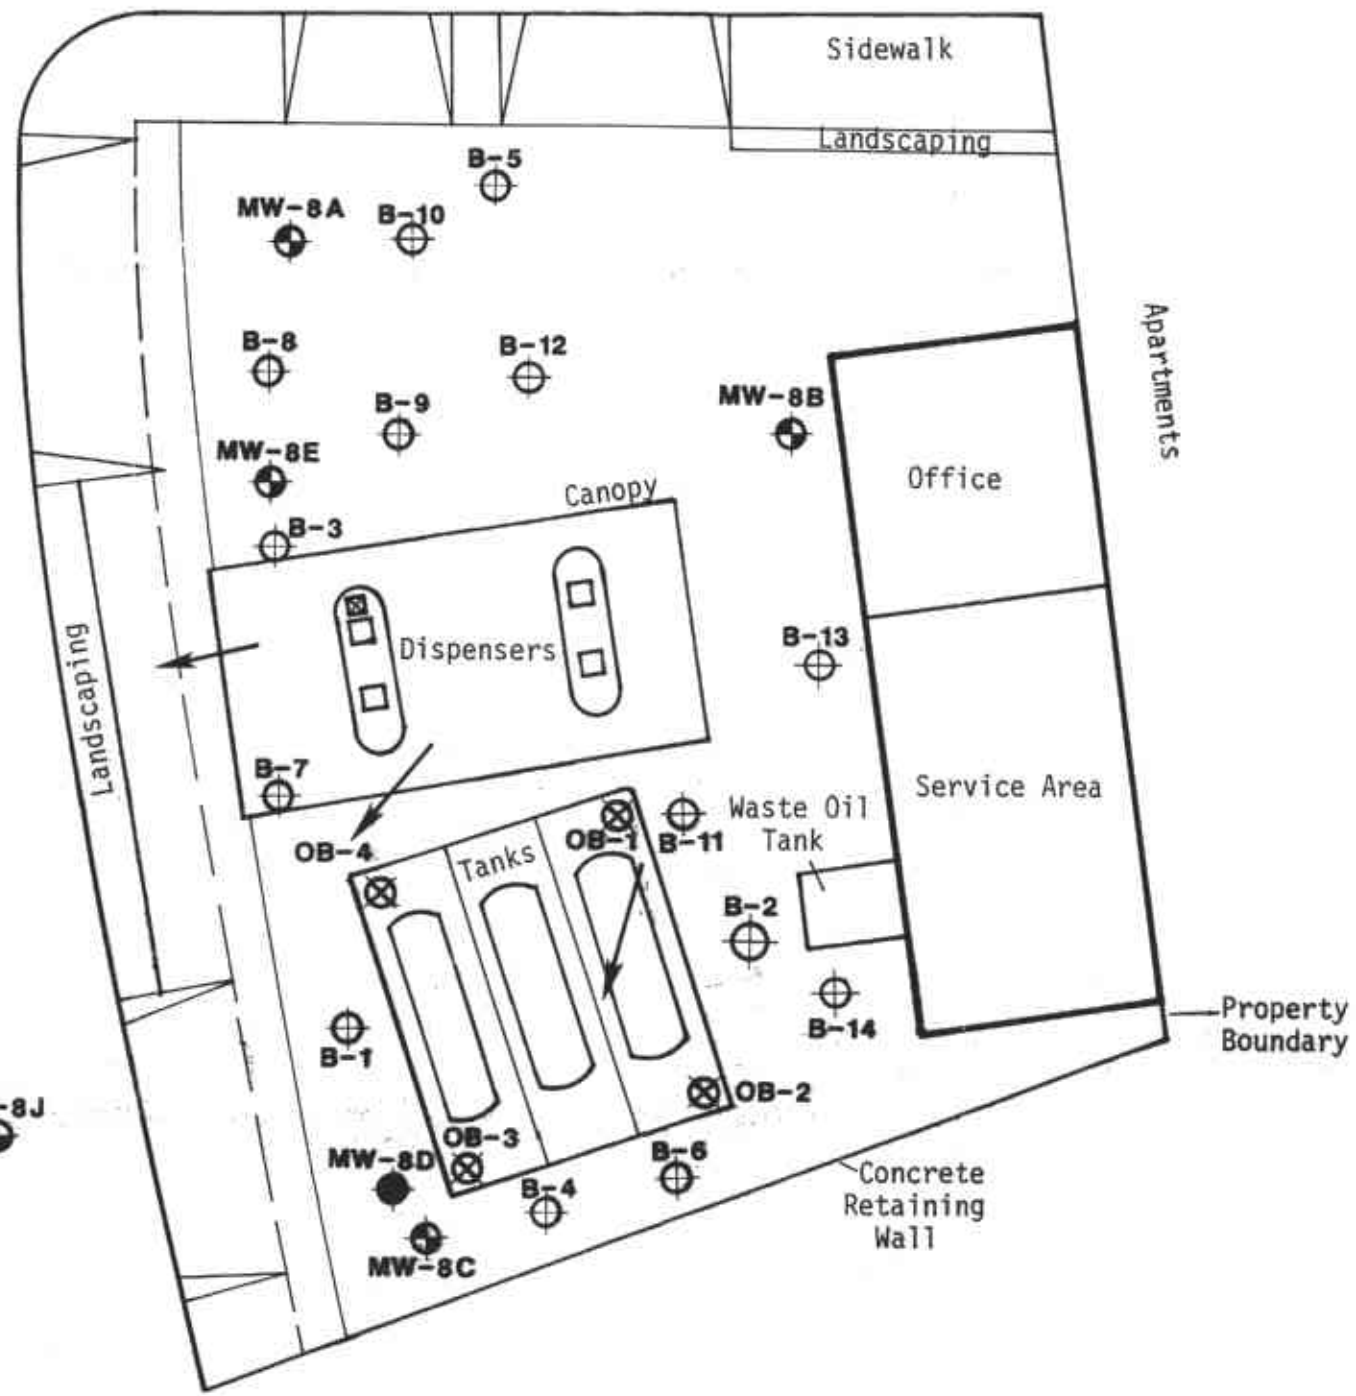 Sidewalk
Landscaping
B-5
MW-8A
B-10
Apartments
B-8
B-12
B-9
MW-8B
MW-8E
Office
Canopy
B-3
Dispensers
B-13
Landscaping
B-7
Service Area
Waste Oil
Tank
OB-4
Tanks
OB-1
B-11
B-2
B-1
B-14
Property
Boundary
OB-2
-8J
OB-3
MW-8D
B-6
B-4
Concrete
Retaining
Wall
MW-8C